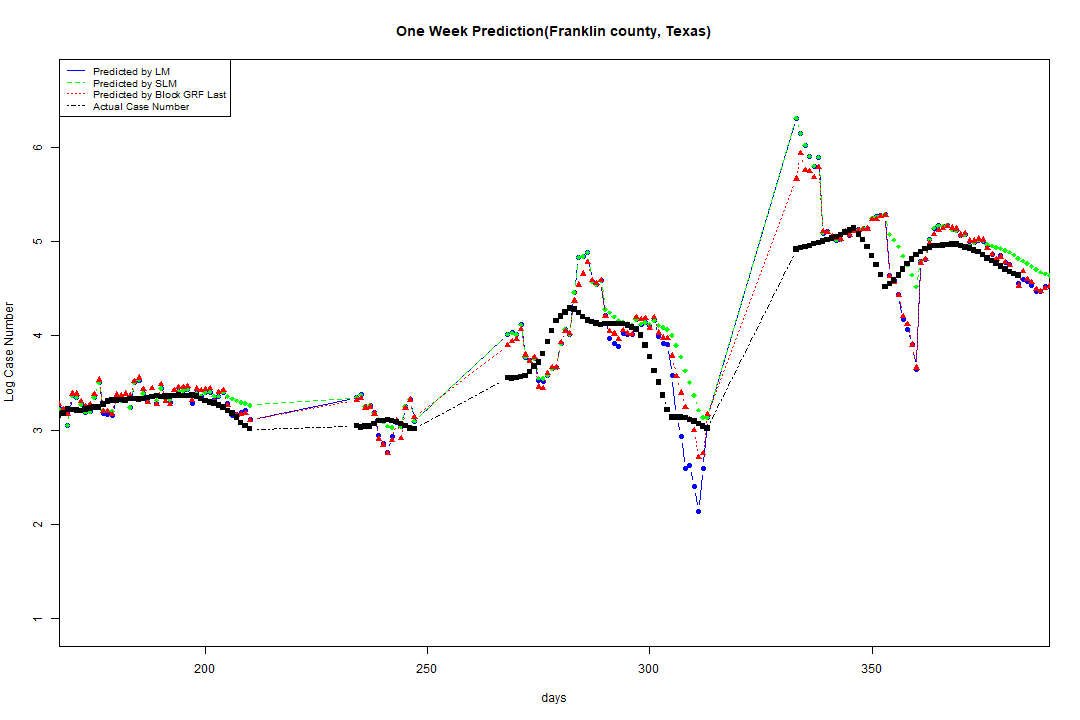 One Week Prediction(Franklin county, Texas)
Predicted by LM
Predicted by SLM
Predicted by Block GRF Last
Actual Case Number
6
5
4
3
2
1
Log Case Number
200 250 300 350
days